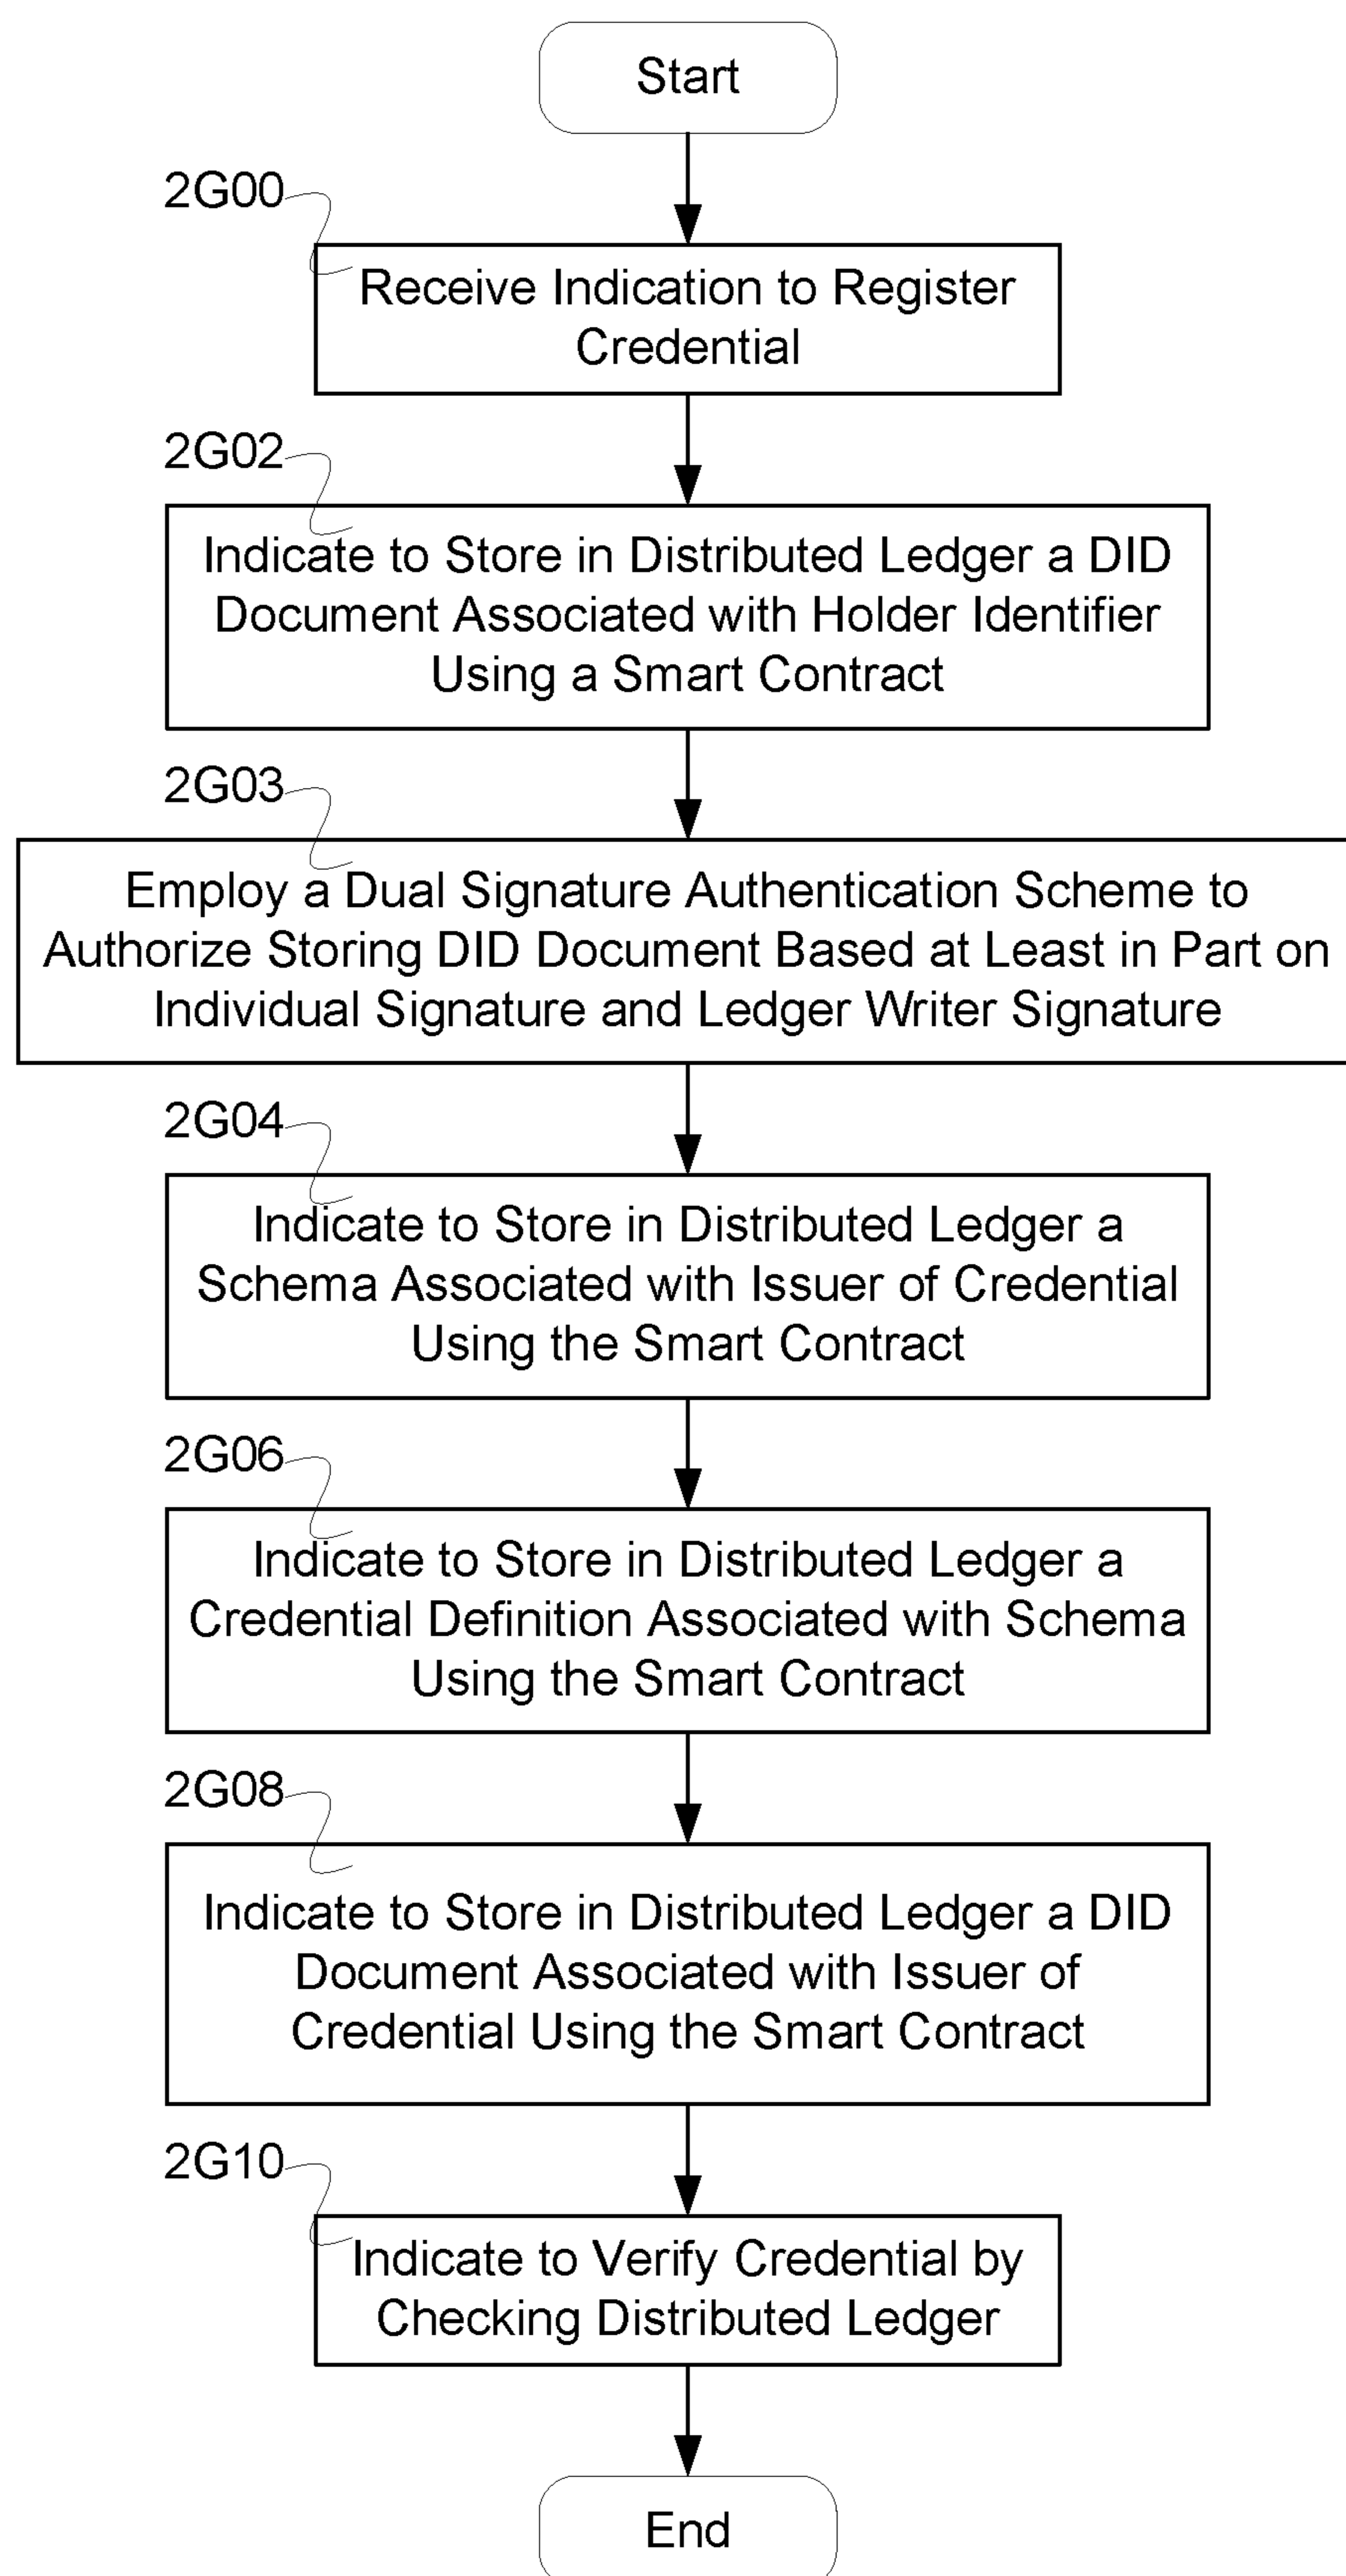 Start
2G00
Receive Indication to Register
Credential
2G02
Indicate to Store in Distributed Ledger a DID
Document Associated with Holder Identifier
Using a Smart Contract
2G03
Employ a Dual Signature Authentication Scheme to
Authorize Storing DID Document Based at Least in Part on
Individual Signature and Ledger Writer Signature
2G04
Indicate to Store in Distributed Ledger a
Schema Associated with Issuer of Credential
Using the Smart Contract
2G06
Indicate to Store in Distributed Ledger a
Credential Definition Associated with Schema
Using the Smart Contract
2G08
Indicate to Store in Distributed Ledger a DID
Document Associated with Issuer of
Credential Using the Smart Contract
2G10
Indicate to Verify Credential by
Checking Distributed Ledger
End